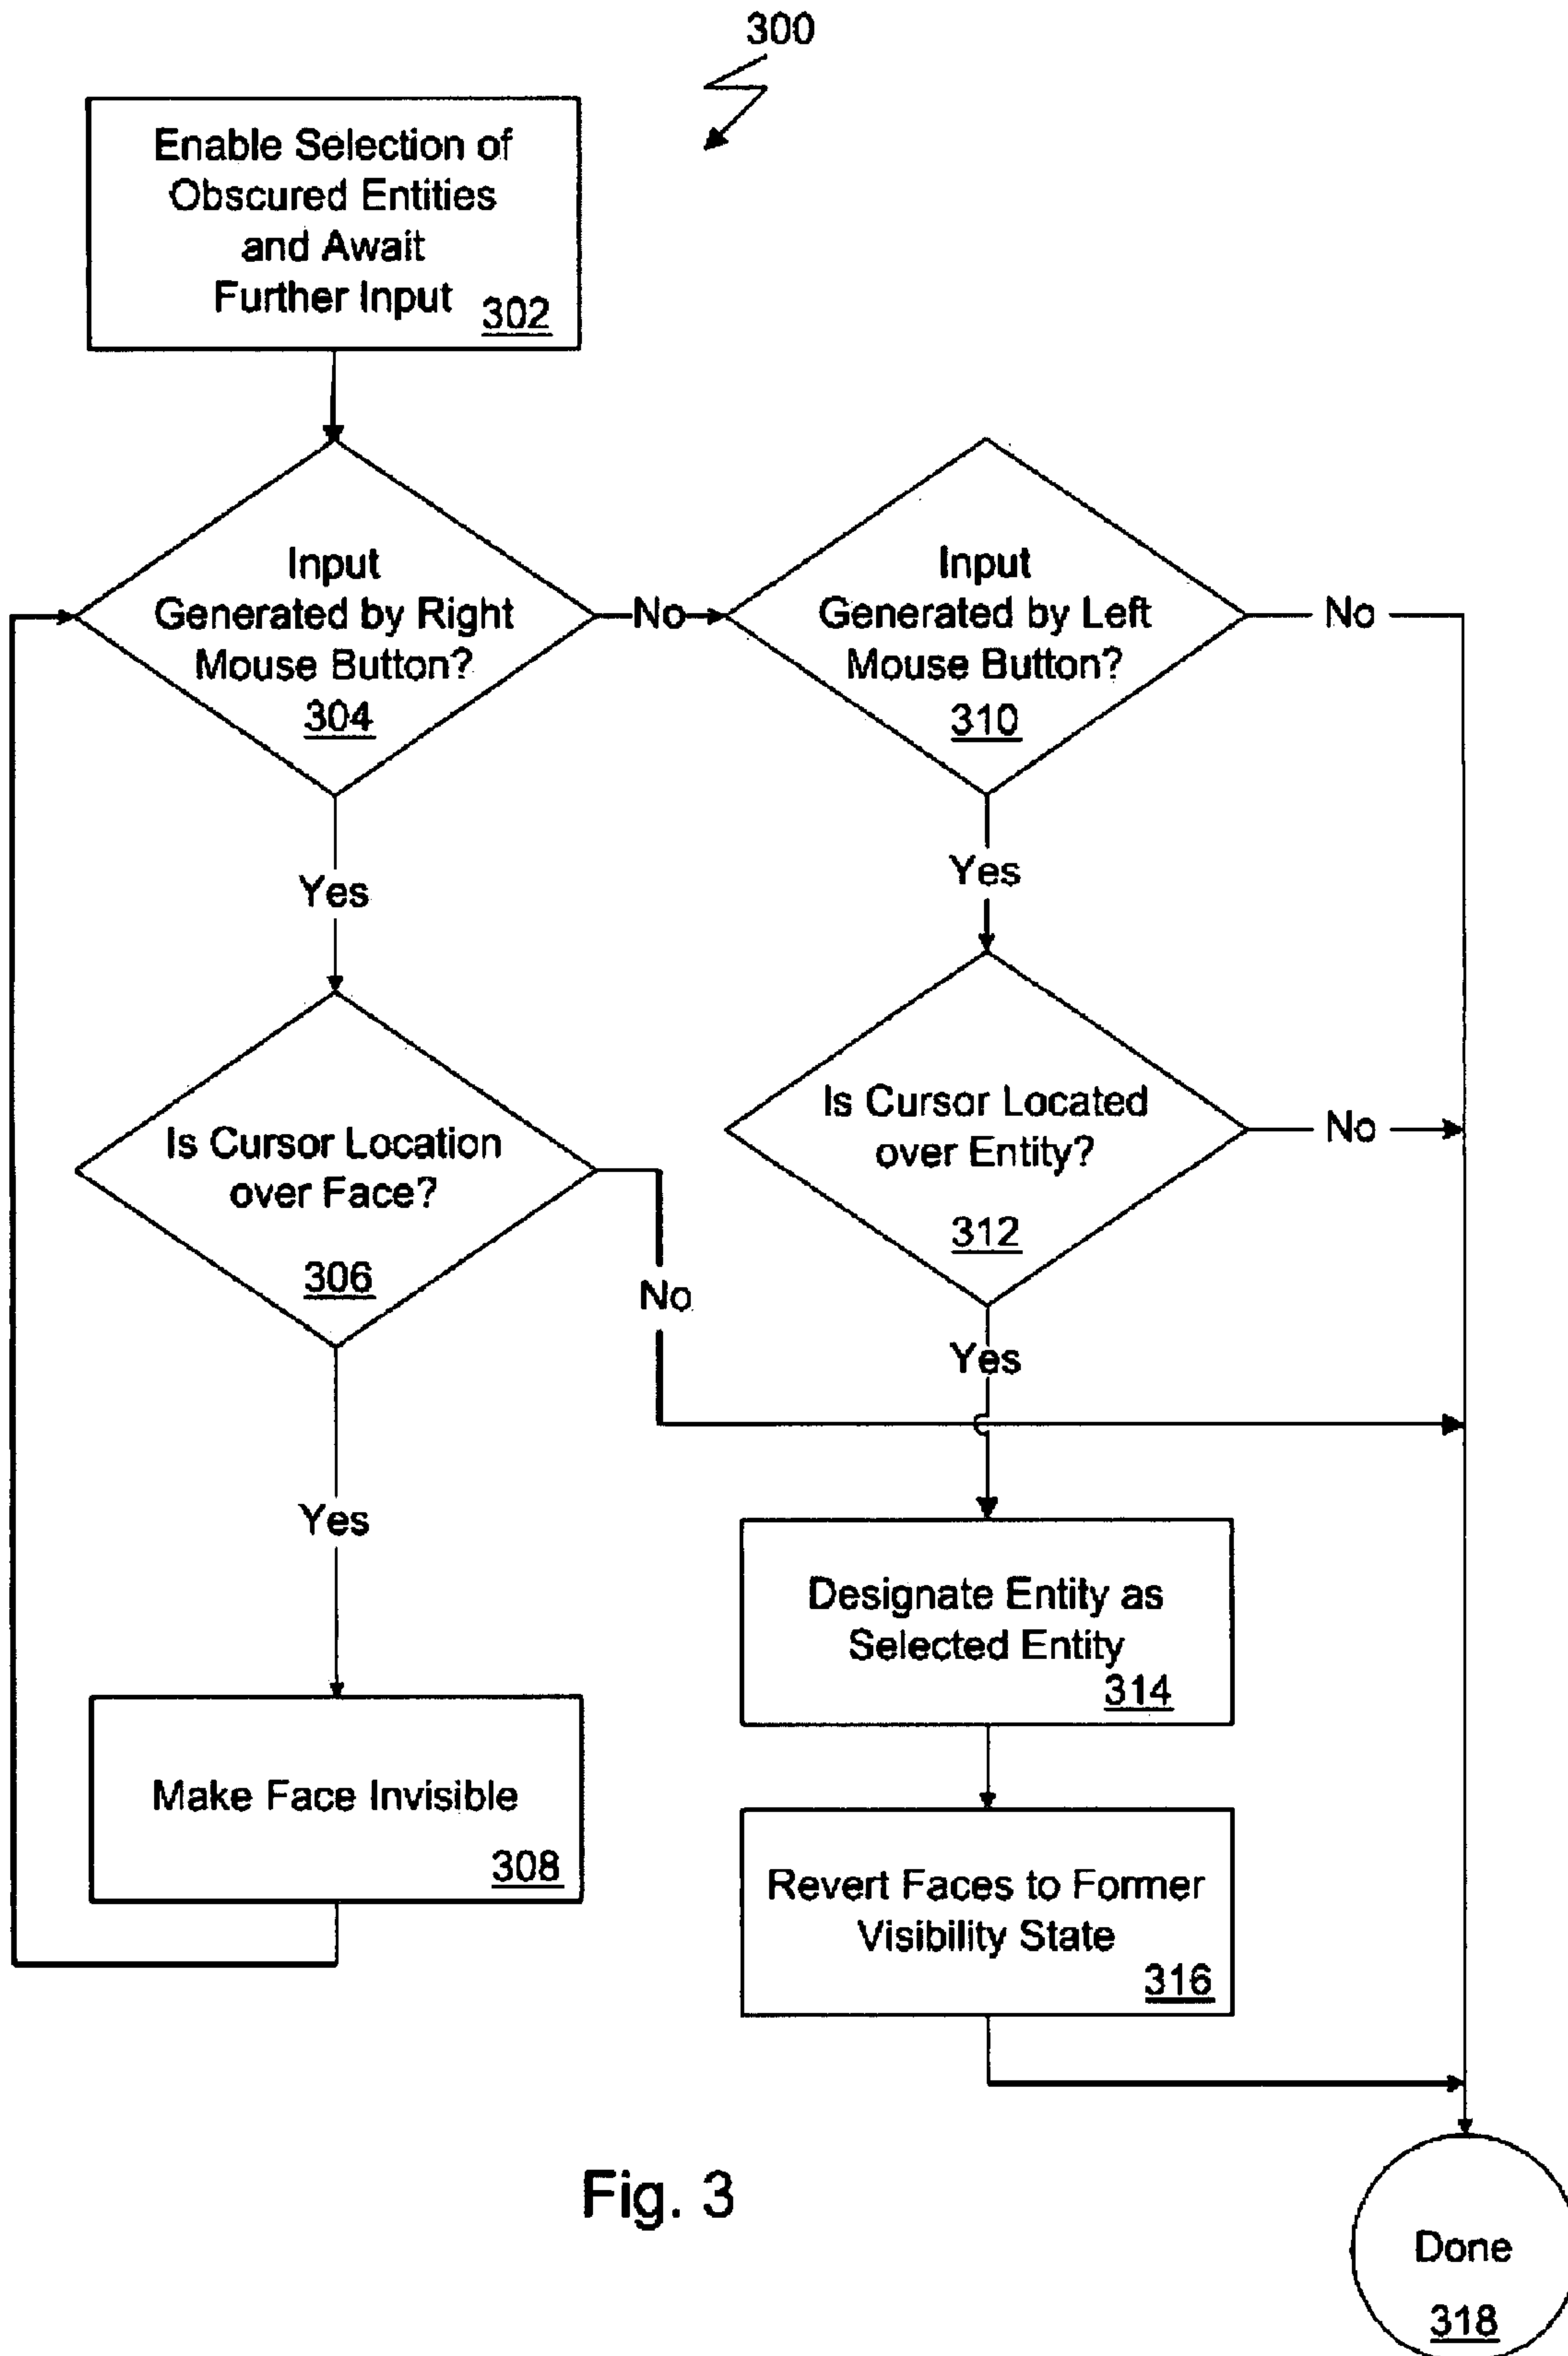 300
Enable Selection of
Obscured Entities
and Await
Further Input
302
Input
Generated by Right
Mouse Button?
304
No
Input
Generated by Left
Mouse Button?
310
No
Yes
Yes
Is Cursor Location
over Face?
306
No
Is Cursor Located
over Entity?
312
No
Yes
Yes
Designate Entity as
Selected Entity
314
Make Face Invisible
308
Revert Faces to Former
Visibility State
316
Fig. 3
Done
318